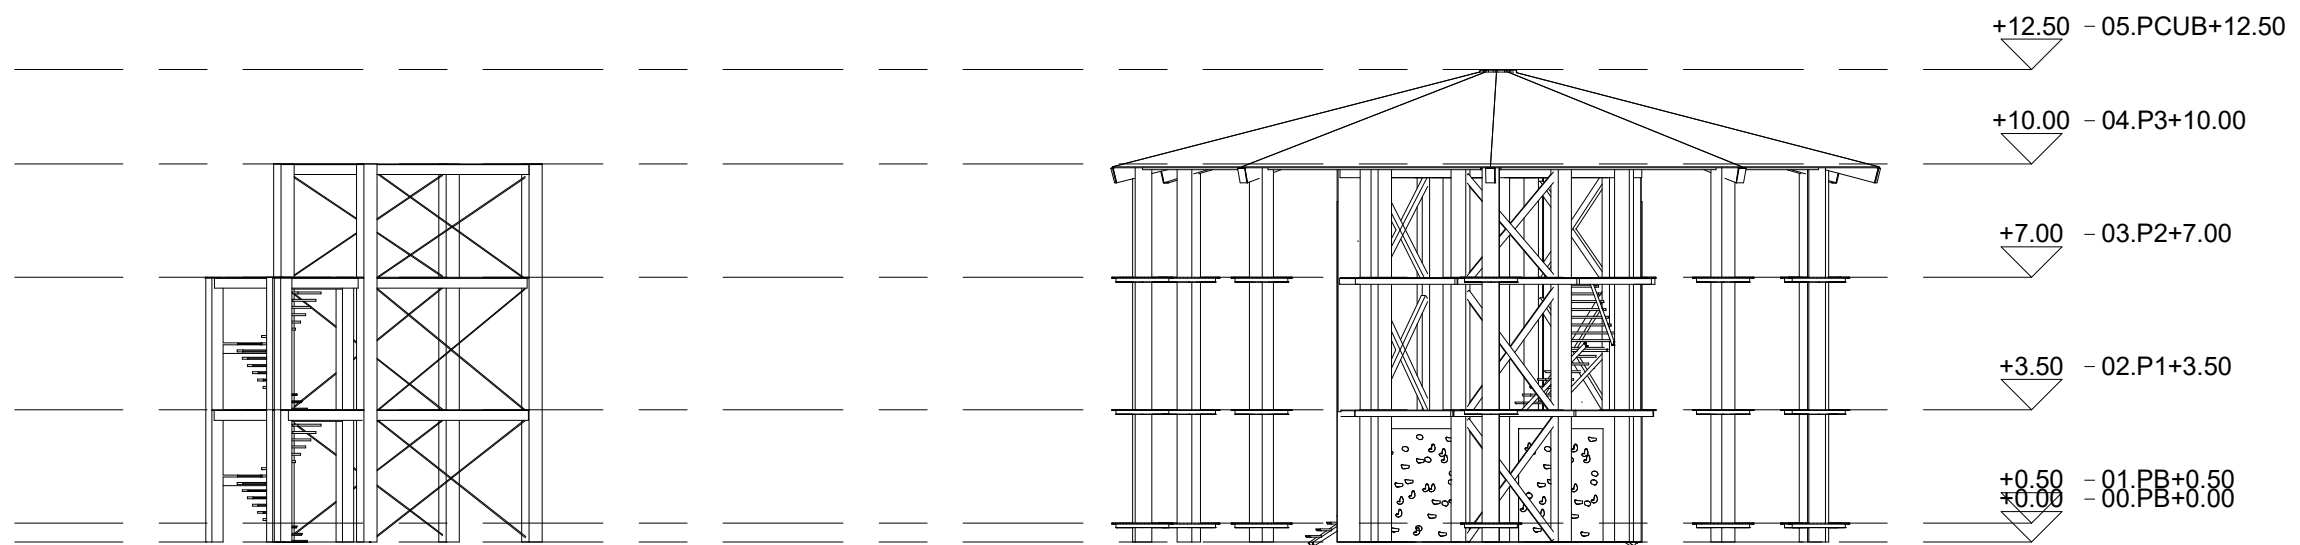 +12.50 - 05.PCUB+12.50
+10.00 - 04.P3+10.00
+7.00 - 03.P2+7.00
+3.50 - 02.P1+3.50
+0.50 - 01.PB+0.50
+0.00 - 00.PB+0.00